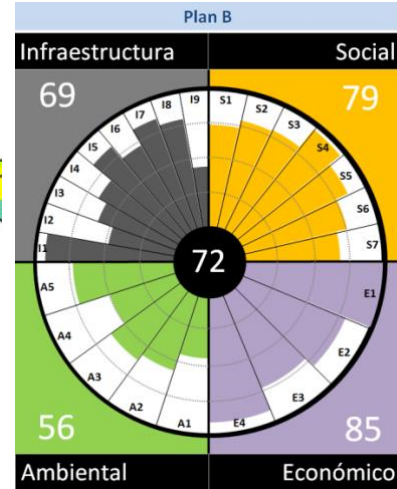 Plan B
Infraestructura Social
69 79
I1 I2 I3 I4 I5 I6 I7 I8 I9
S1 S2 S3 S4 S5 S6 S7
72
A5 A4 A3 A2 A1
E1 E2 E3 E4
56 85
Ambiental Económico